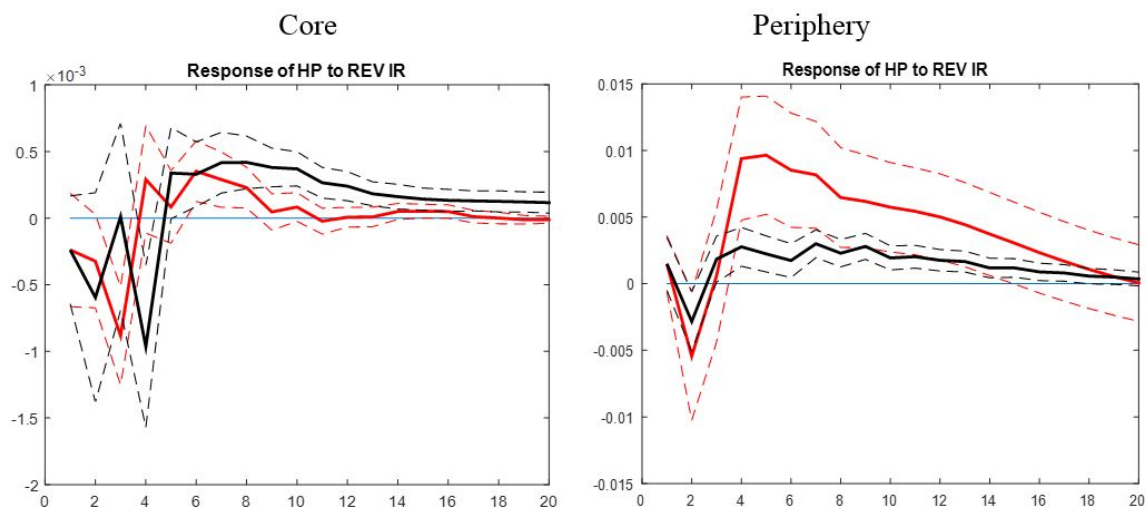 Core
Periphery
Response of HP to REV IR
×10⁻³
1
0.5
0
-0.5
-1
-1.5
-2
0 2 4 6 8 10 12 14 16 18 20
Response of HP to REV IR
0.015
0.01
0.005
0
-0.005
-0.01
-0.015
0 2 4 6 8 10 12 14 16 18 20